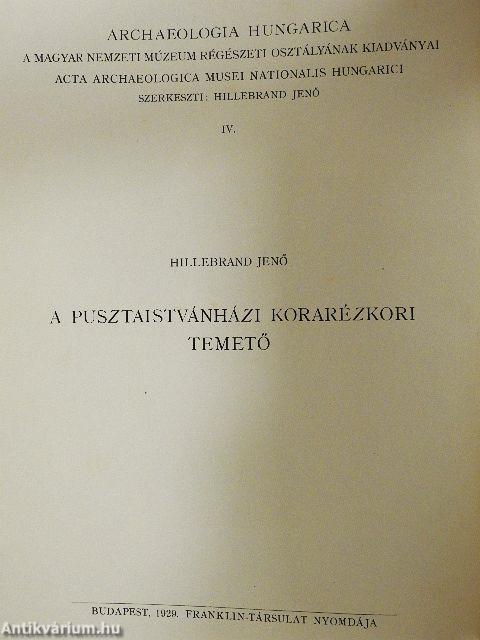 ARCHAEOLOGIA HUNGARICA
A MAGYAR NEMZETI MÚZEUM RÉGÉSZETI OSZTÁLYÁNAK KIADVÁNYAI
ACTA ARCHAEOLOGICA MUSEI NATIONALIS HUNGARICI
SZERKESZTI: HILLEBRAND JENŐ
IV.
HILLEBRAND JENŐ
A PUSZTAISTVÁNHÁZI KORARÉZKORI
TEMETŐ
BUDAPEST, 1929. FRANKLIN-TÁRSULAT NYOMDÁJA
Antikvárium.hu